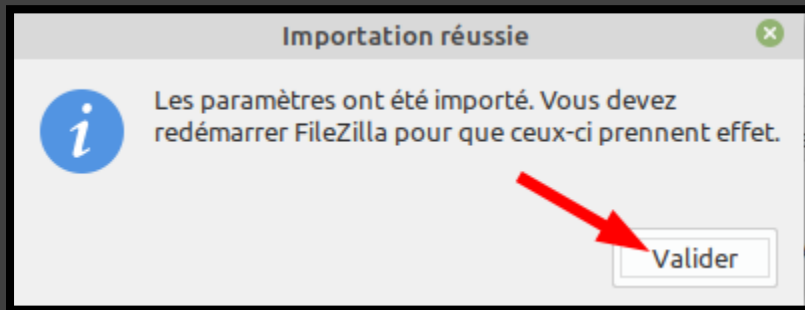 Importation réussie
Les paramètres ont été importé. Vous devez
redémarrer FileZilla pour que ceux-ci prennent effet.
Valider